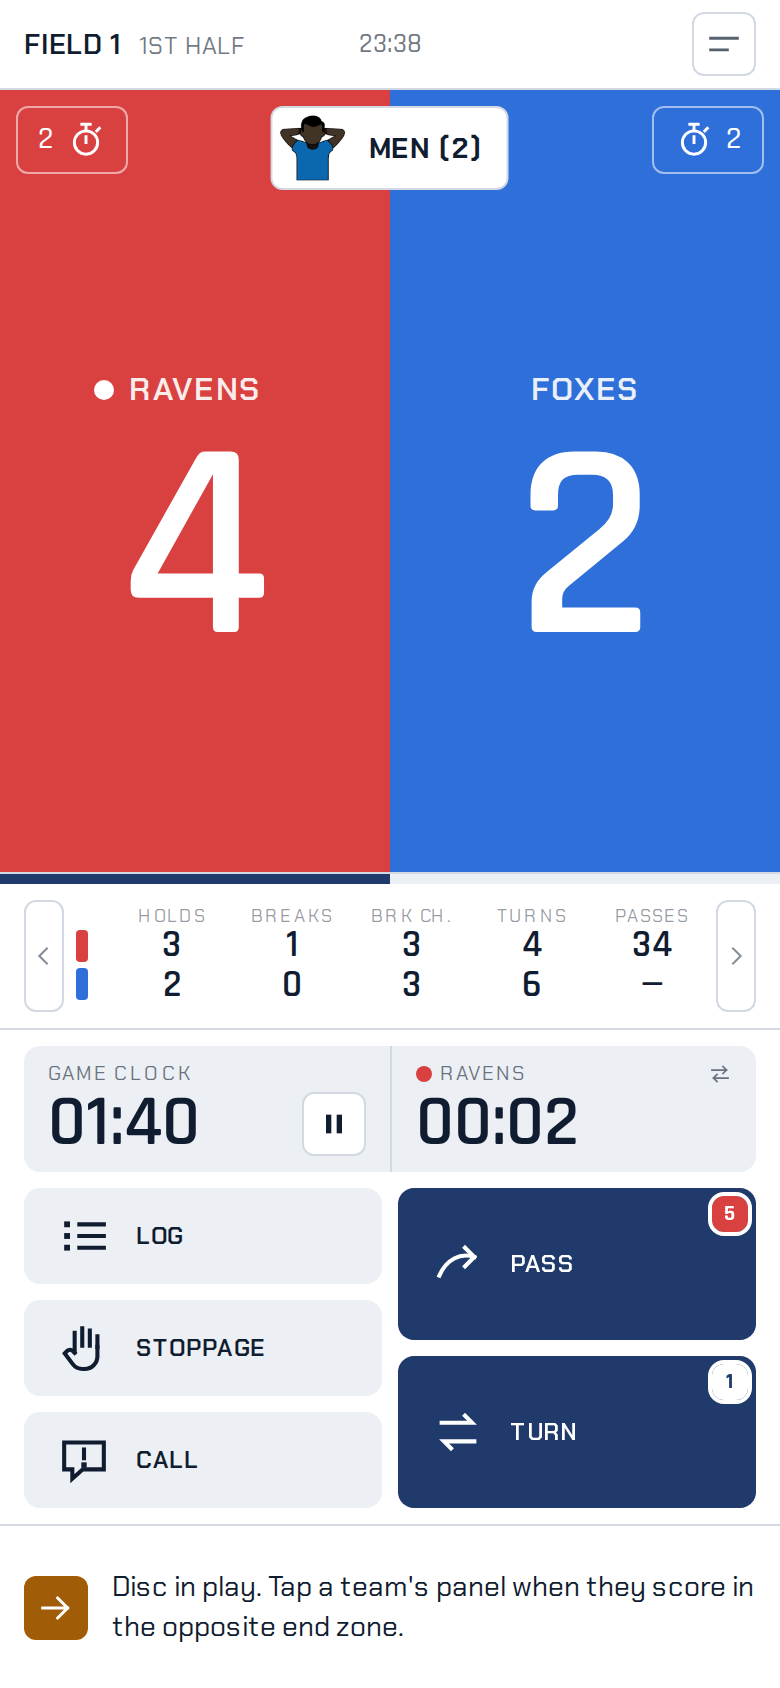 FIELD 1 1ST HALF 23:38
2 MEN (2) 2
RAVENS FOXES
4 2
HOLDS BREAKS BRK CH. TURNS PASSES
3 1 3 4 34
2 0 3 6 –
GAME CLOCK RAVENS
01:40 00:02
LOG
PASS 5
STOPPAGE
TURN 1
CALL
Disc in play. Tap a team's panel when they score in
the opposite end zone.